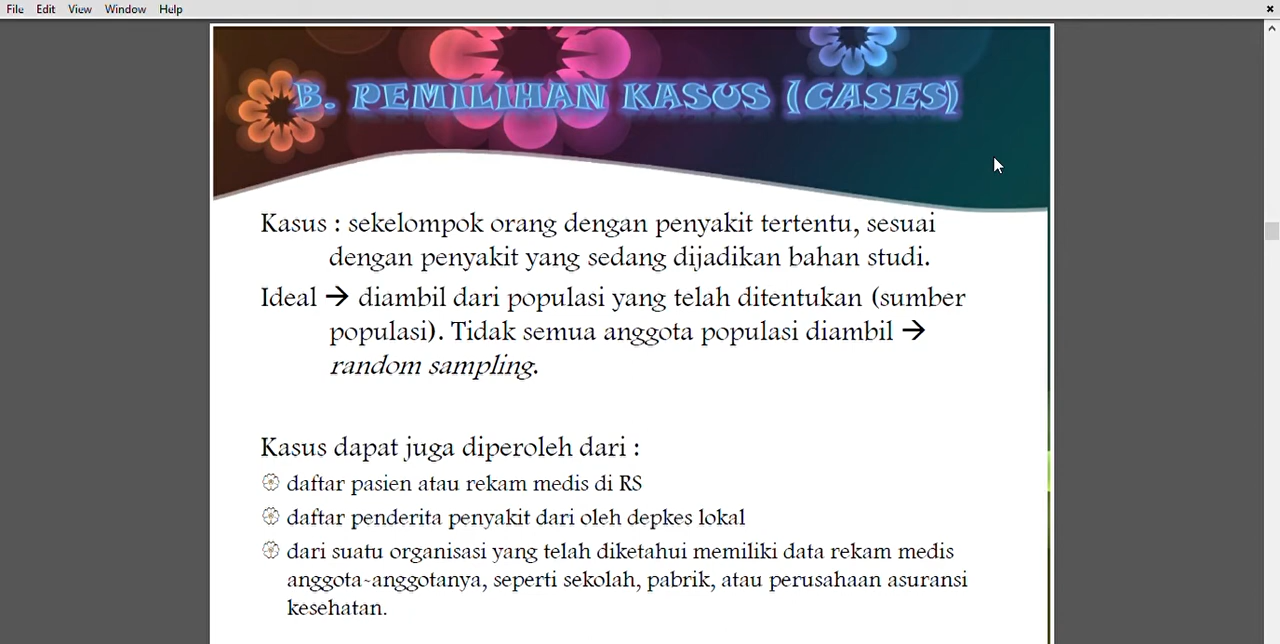 File Edit View Window Help
B. PEMILIHAN KASUS (CASES)
Kasus : sekelompok orang dengan penyakit tertentu, sesuai
dengan penyakit yang sedang dijadikan bahan studi.
Ideal → diambil dari populasi yang telah ditentukan (sumber
populasi). Tidak semua anggota populasi diambil →
random sampling.
Kasus dapat juga diperoleh dari :
daftar pasien atau rekam medis di RS
daftar penderita penyakit dari oleh depkes lokal
dari suatu organisasi yang telah diketahui memiliki data rekam medis
anggota-anggotanya, seperti sekolah, pabrik, atau perusahaan asuransi
kesehatan.